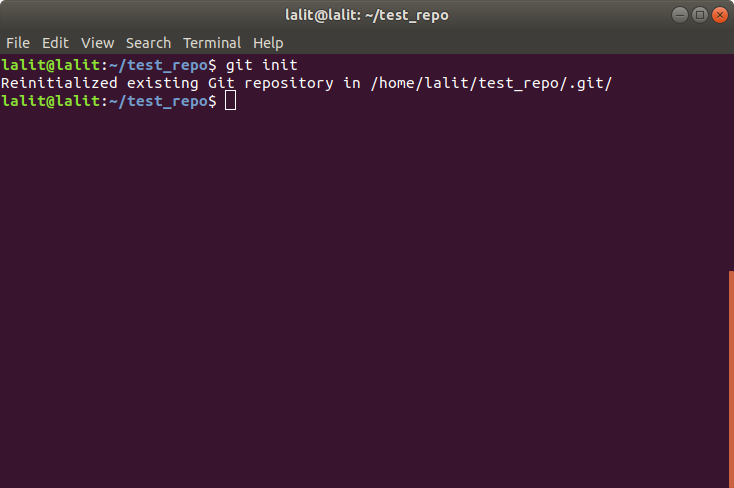 lalit@lalit: ~/test_repo
File Edit View Search Terminal Help
lalit@lalit:~/test_repo$ git init
Reinitialized existing Git repository in /home/lalit/test_repo/.git/
lalit@lalit:~/test_repo$